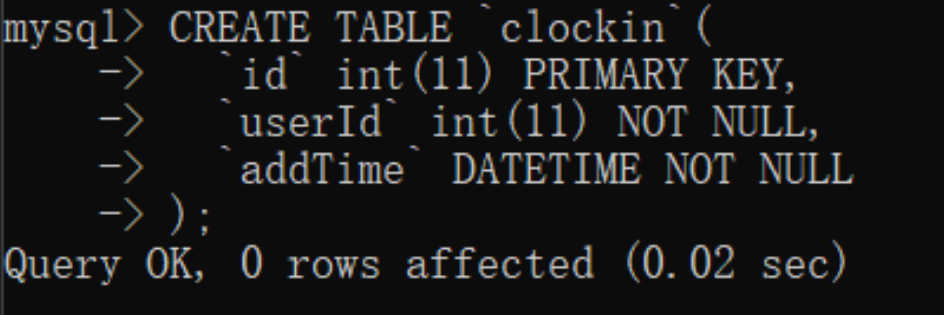 mysql> CREATE TABLE `clockin`(
    ->    `id` int(11) PRIMARY KEY,
    ->    `userId` int(11) NOT NULL,
    ->    `addTime` DATETIME NOT NULL
    -> );
Query OK, 0 rows affected (0.02 sec)